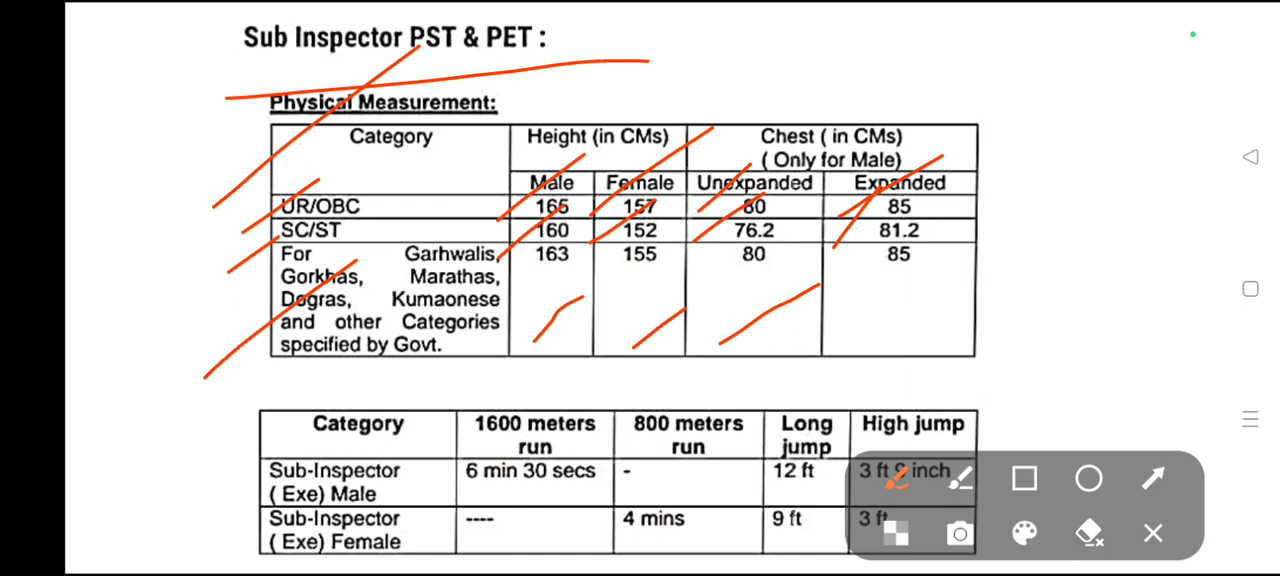 Sub Inspector PST & PET :
Physical Measurement:
Category Height (in CMs) Chest ( in CMs)
( Only for Male)
Male Female Unexpanded Expanded
UR/OBC 165 157 80 85
SC/ST 160 152 76.2 81.2
For Garhwalis, 163 155 80 85
Gorkhas, Marathas,
Dogras, Kumaonese
and other Categories
specified by Govt.
Category 1600 meters 800 meters Long High jump
run run jump
Sub-Inspector 6 min 30 secs - 12 ft 3 ft 9 inch
( Exe) Male
Sub-Inspector ---- 4 mins 9 ft 3 ft
( Exe) Female